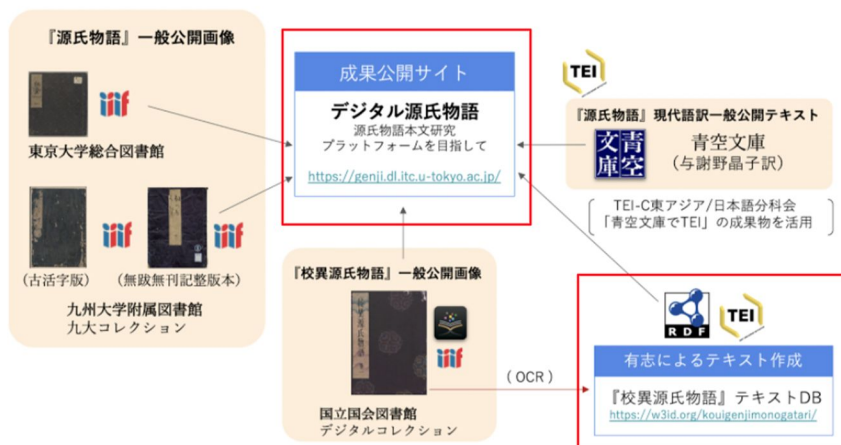 『源氏物語』一般公開画像
iiif
東京大学総合図書館
iiif
iiif
(古活字版)
(無跋無刊記整版本)
九州大学附属図書館
九大コレクション
成果公開サイト
デジタル源氏物語
源氏物語本文研究
プラットフォームを目指して
https://genji.dl.itc.u-tokyo.ac.jp/
TEI
『源氏物語』現代語訳一般公開テキスト
青空
文庫
青空文庫
(与謝野晶子訳)
TEI-C東アジア/日本語分科会
「青空文庫でTEI」の成果物を活用
『校異源氏物語』一般公開画像
iiif
国立国会図書館
デジタルコレクション
(OCR)
RDF
TEI
有志によるテキスト作成
『校異源氏物語』テキストDB
https://w3id.org/kouigenjimonogatari/